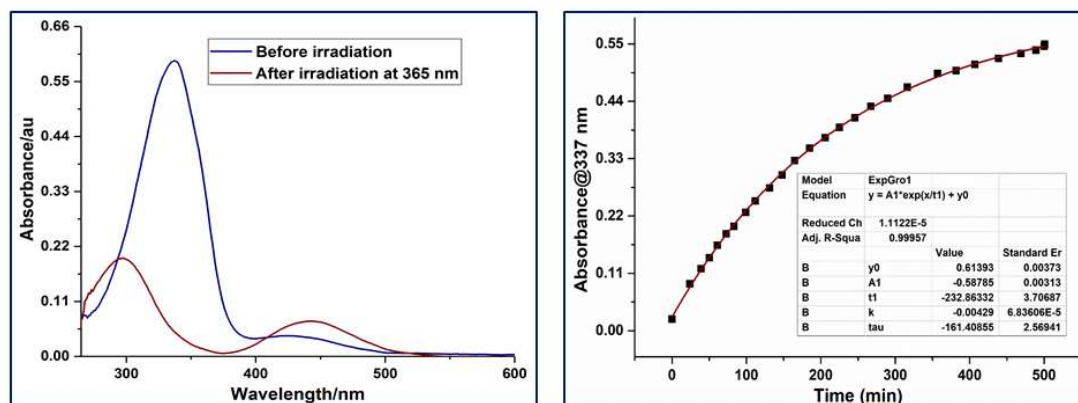 0.66
0.55
0.44
0.33
0.22
0.11
0.00
Absorbance/au
Before irradiation
After irradiation at 365 nm
300 400 500 600
Wavelength/nm
0.55
0.44
0.33
0.22
0.11
0.00
Absorbance@337 nm
Model ExpGro1
Equation y = A1*exp(x/t1) + y0
Reduced Ch 1.1122E-5
Adj. R-Squa 0.99957
Value Standard Er
B y0 0.61393 0.00373
B A1 -0.58785 0.00313
B t1 -232.86332 3.70687
B k -0.00429 6.83606E-5
B tau -161.40855 2.56941
0 100 200 300 400 500
Time (min)